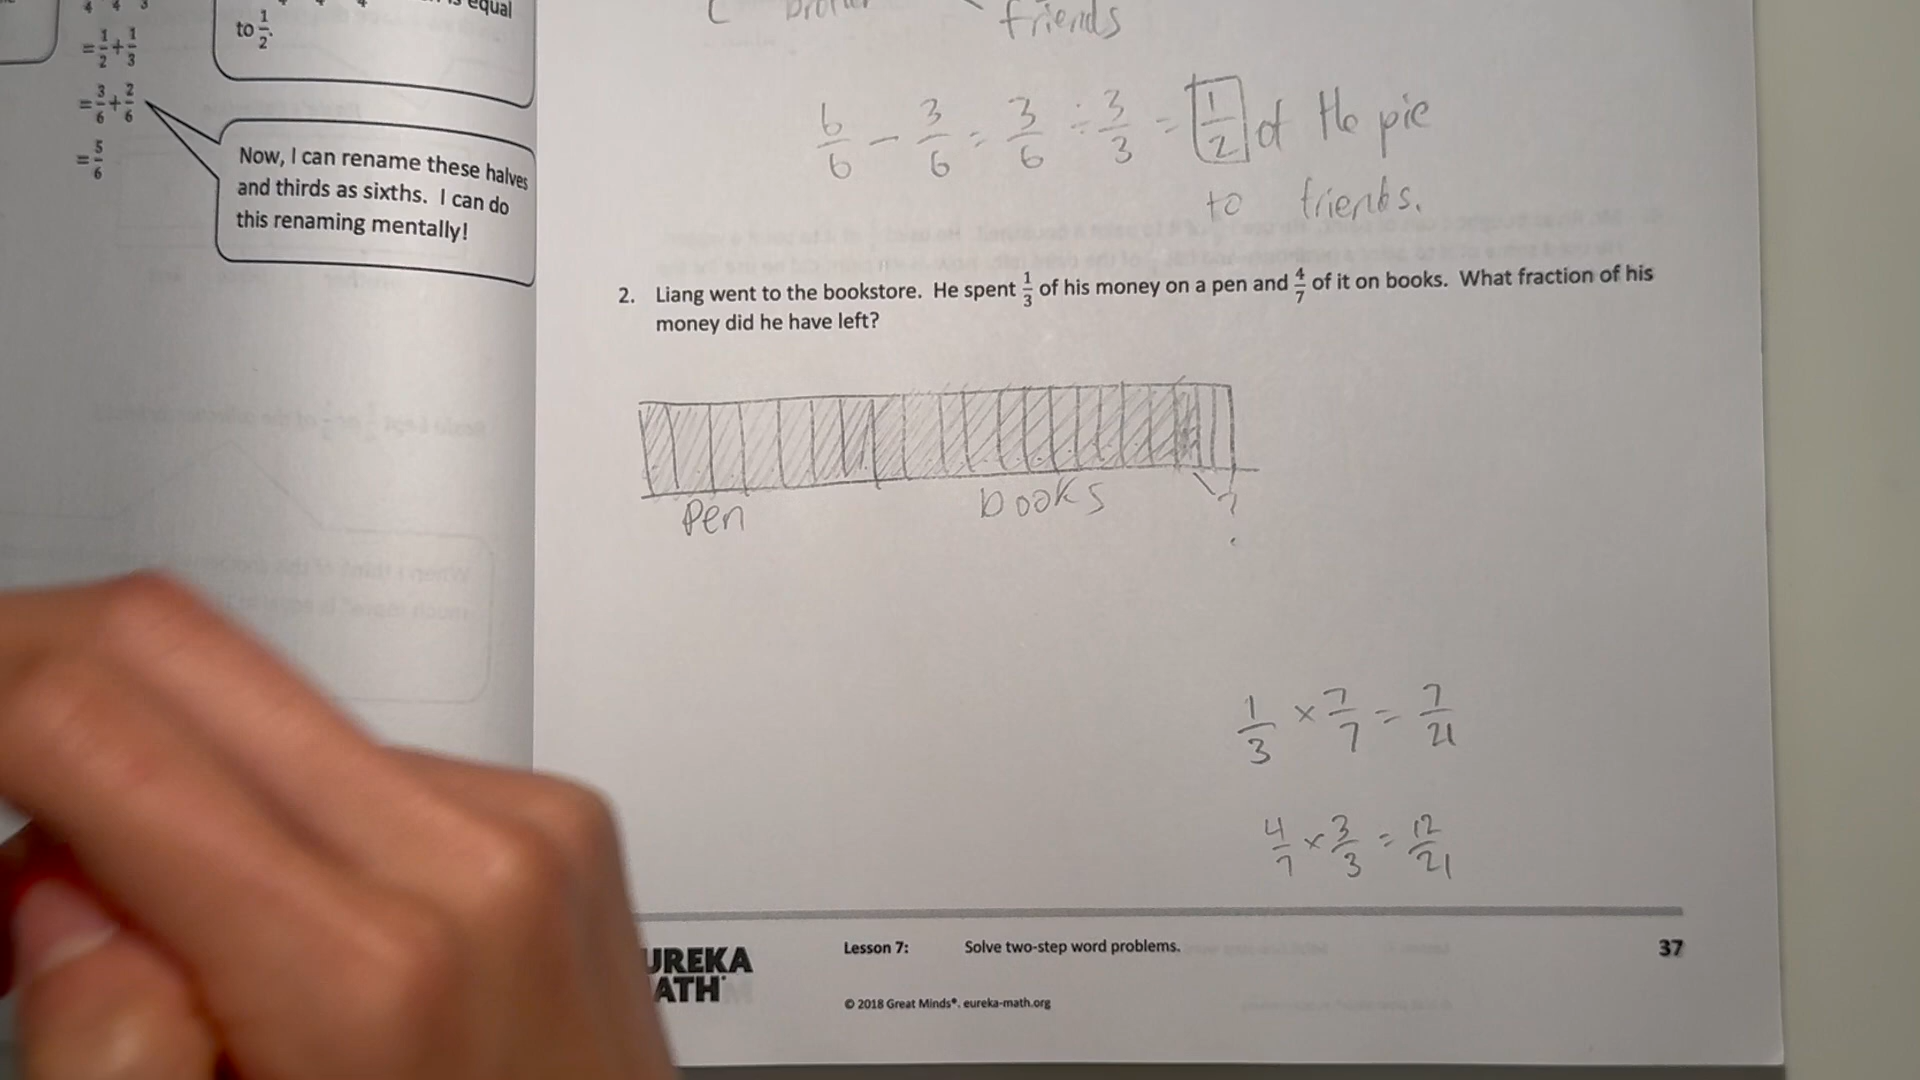 = 1/2 + 1/3
= 3/6 + 2/6
= 5/6
equal
to 1/2.
Now, I can rename these halves
and thirds as sixths. I can do
this renaming mentally!
friends
6/6 - 3/6 = 3/6 ÷ 3/3 = 1/2 of the pie
to friends.
2. Liang went to the bookstore. He spent 1/3 of his money on a pen and 4/7 of it on books. What fraction of his
money did he have left?
Pen books ?
1/3 × 7/7 = 7/21
4/7 × 3/3 = 12/21
UREKA
ATH
Lesson 7: Solve two-step word problems.
37
© 2018 Great Minds®. eureka-math.org